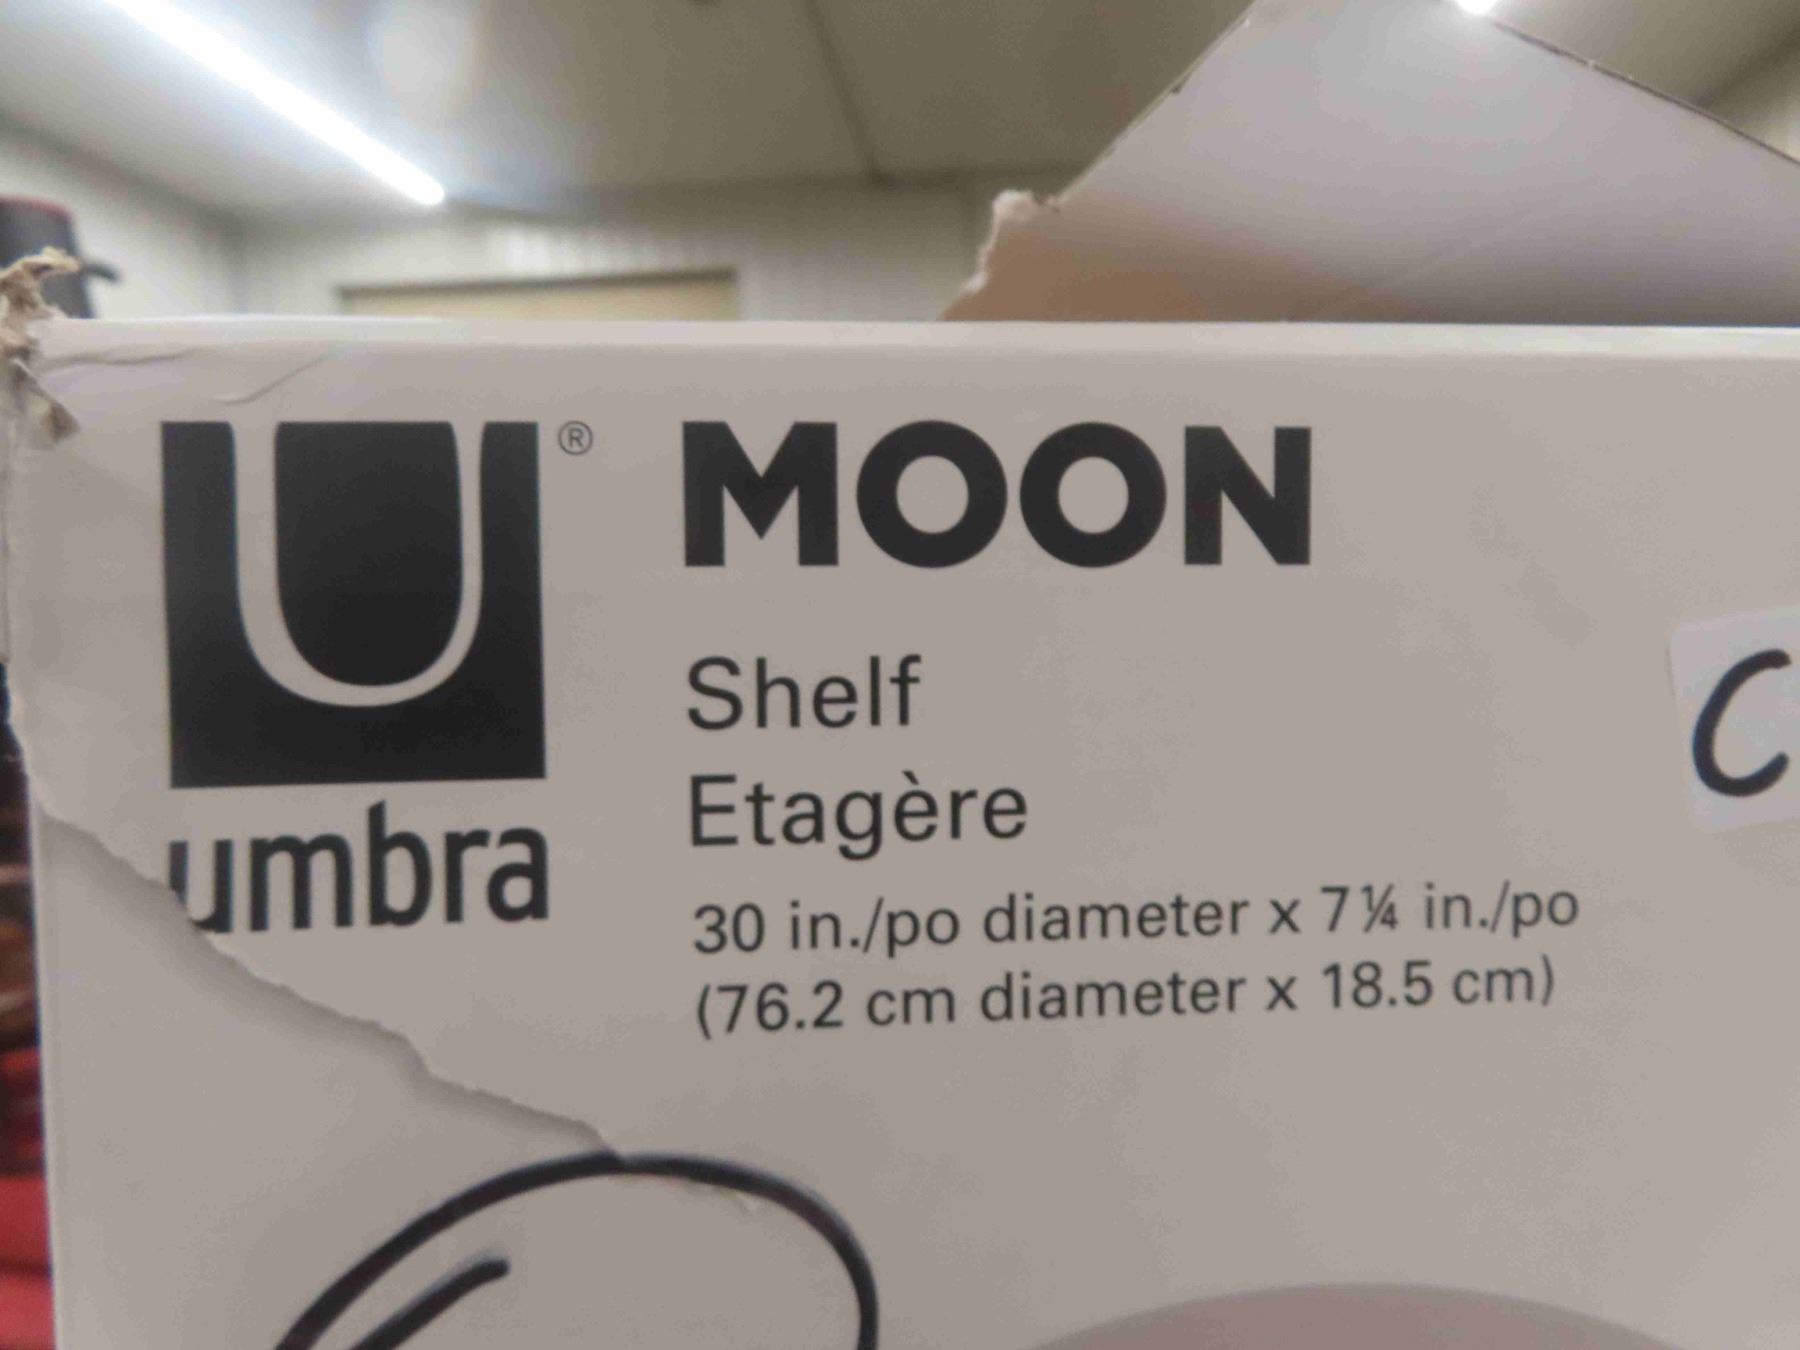 U®
umbra
MOON
Shelf
Etagère
30 in./po diameter x 7¼ in./po
(76.2 cm diameter x 18.5 cm)
C